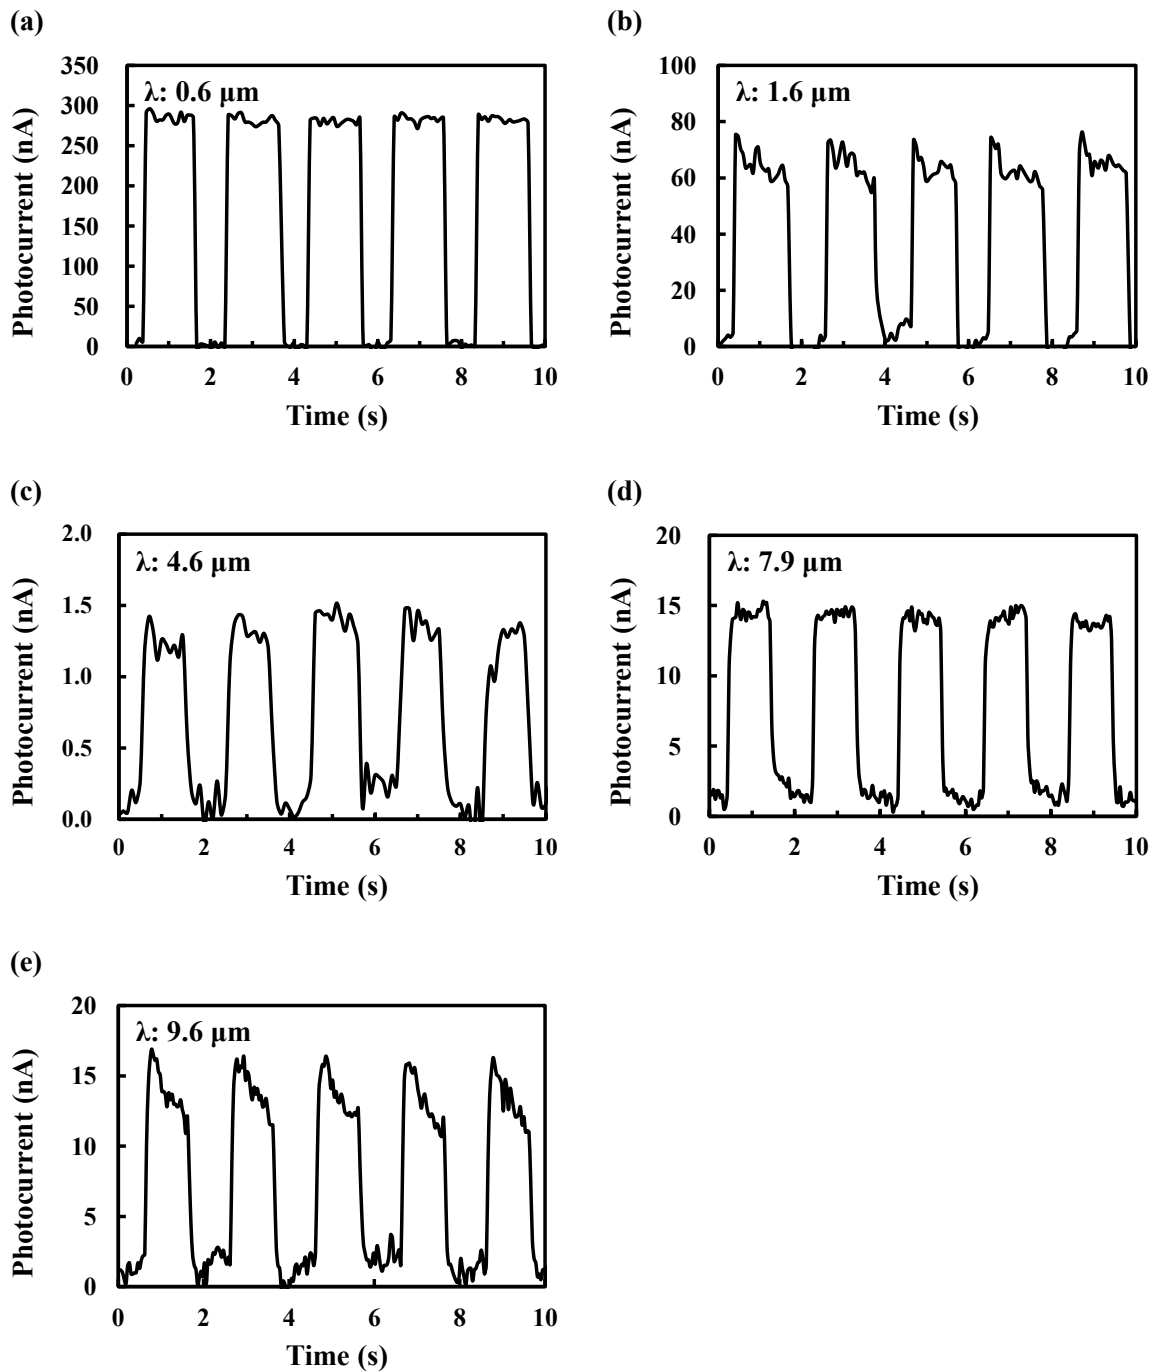 (a)
λ: 0.6 μm
Photocurrent (nA)
350
300
250
200
150
100
50
0
0 2 4 6 8 10
Time (s)
(b)
λ: 1.6 μm
Photocurrent (nA)
100
80
60
40
20
0
0 2 4 6 8 10
Time (s)
(c)
λ: 4.6 μm
Photocurrent (nA)
2.0
1.5
1.0
0.5
0.0
0 2 4 6 8 10
Time (s)
(d)
λ: 7.9 μm
Photocurrent (nA)
20
15
10
5
0
0 2 4 6 8 10
Time (s)
(e)
λ: 9.6 μm
Photocurrent (nA)
20
15
10
5
0
0 2 4 6 8 10
Time (s)